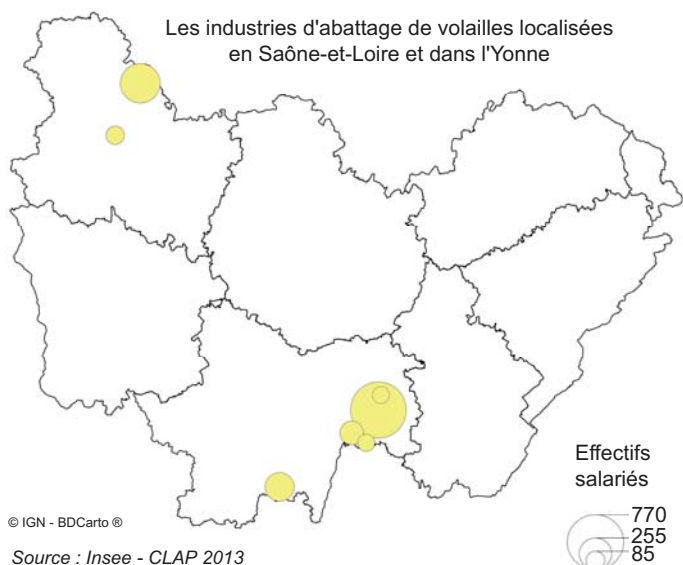 Les industries d'abattage de volailles localisées
en Saône-et-Loire et dans l'Yonne
Effectifs
salariés
770
255
85
© IGN - BDCarto ®
Source : Insee - CLAP 2013